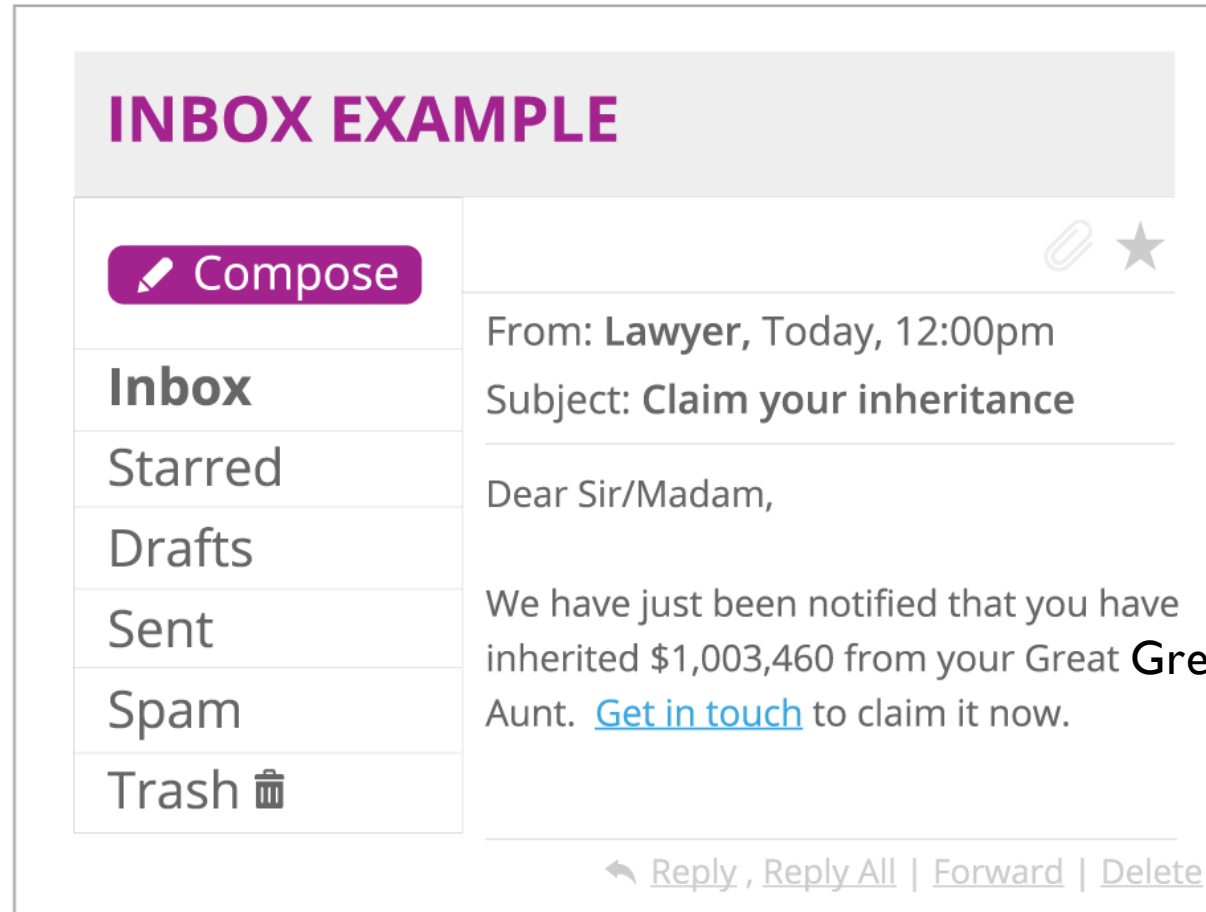 INBOX EXAMPLE
Compose
Inbox
Starred
Drafts
Sent
Spam
Trash
From: Lawyer, Today, 12:00pm
Subject: Claim your inheritance
Dear Sir/Madam,
We have just been notified that you have
inherited $1,003,460 from your Great
Aunt. Get in touch to claim it now.
Reply , Reply All | Forward | Delete